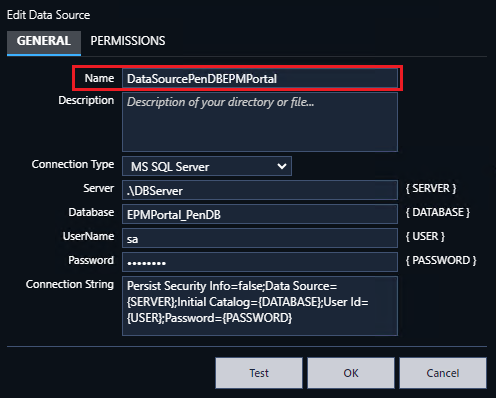 Edit Data Source
GENERAL PERMISSIONS
Name DataSourcePenDBEPMPortal
Description Description of your directory or file...
Connection Type MS SQL Server
Server .\DBServer { SERVER }
Database EPMPortal_PenDB { DATABASE }
UserName sa { USER }
Password •••••••• { PASSWORD }
Connection String Persist Security Info=false;Data Source=
{SERVER};Initial Catalog={DATABASE};User Id=
{USER};Password={PASSWORD}
Test OK Cancel